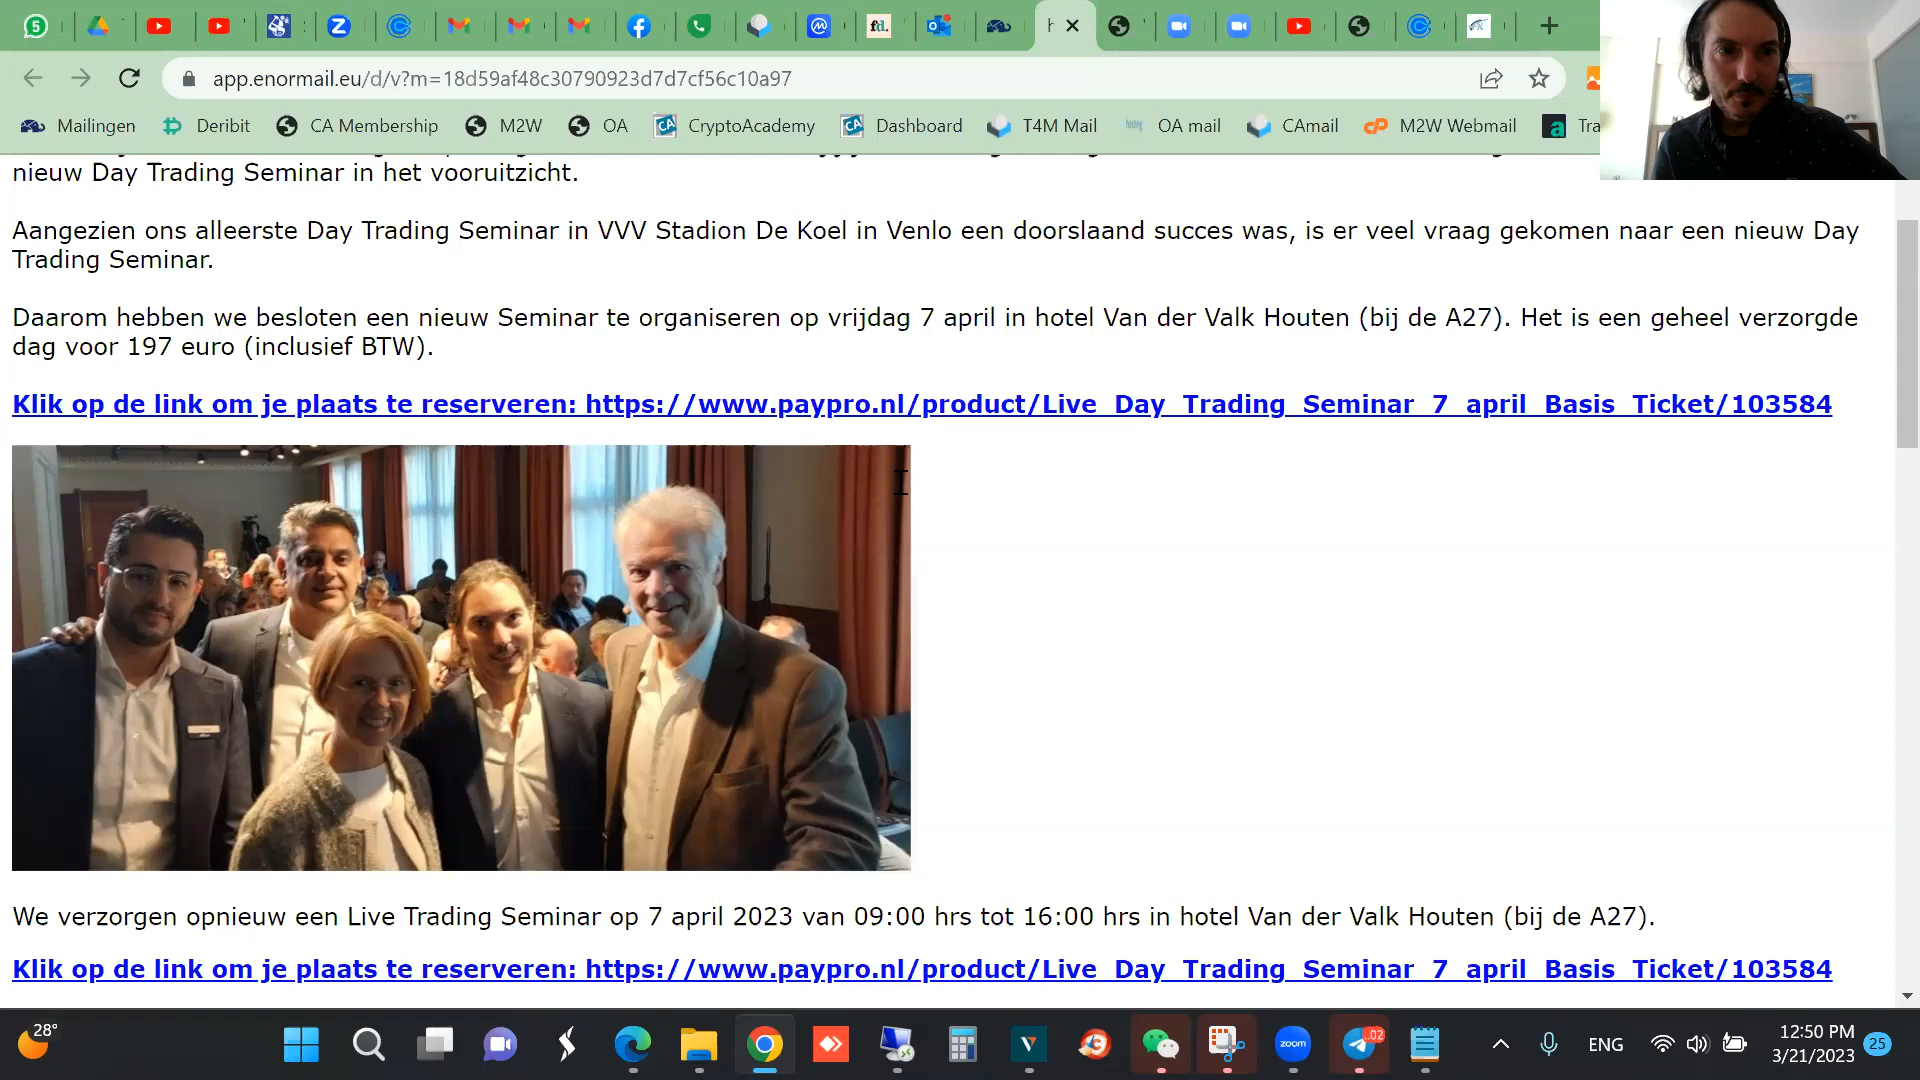 5
fd.
app.enormail.eu/d/v?m=18d59af48c30790923d7d7cf56c10a97
Mailingen
Deribit
CA Membership
M2W
OA
CryptoAcademy
Dashboard
T4M Mail
OA mail
CAmail
M2W Webmail
Tra
nieuw Day Trading Seminar in het vooruitzicht.
Aangezien ons alleerste Day Trading Seminar in VVV Stadion De Koel in Venlo een doorslaand succes was, is er veel vraag gekomen naar een nieuw Day
Trading Seminar.
Daarom hebben we besloten een nieuw Seminar te organiseren op vrijdag 7 april in hotel Van der Valk Houten (bij de A27). Het is een geheel verzorgde
dag voor 197 euro (inclusief BTW).
Klik op de link om je plaats te reserveren: https://www.paypro.nl/product/Live_Day_Trading_Seminar_7_april_Basis_Ticket/103584
We verzorgen opnieuw een Live Trading Seminar op 7 april 2023 van 09:00 hrs tot 16:00 hrs in hotel Van der Valk Houten (bij de A27).
Klik op de link om je plaats te reserveren: https://www.paypro.nl/product/Live_Day_Trading_Seminar_7_april_Basis_Ticket/103584
28°
zoom
..02
ENG
12:50 PM
3/21/2023
25